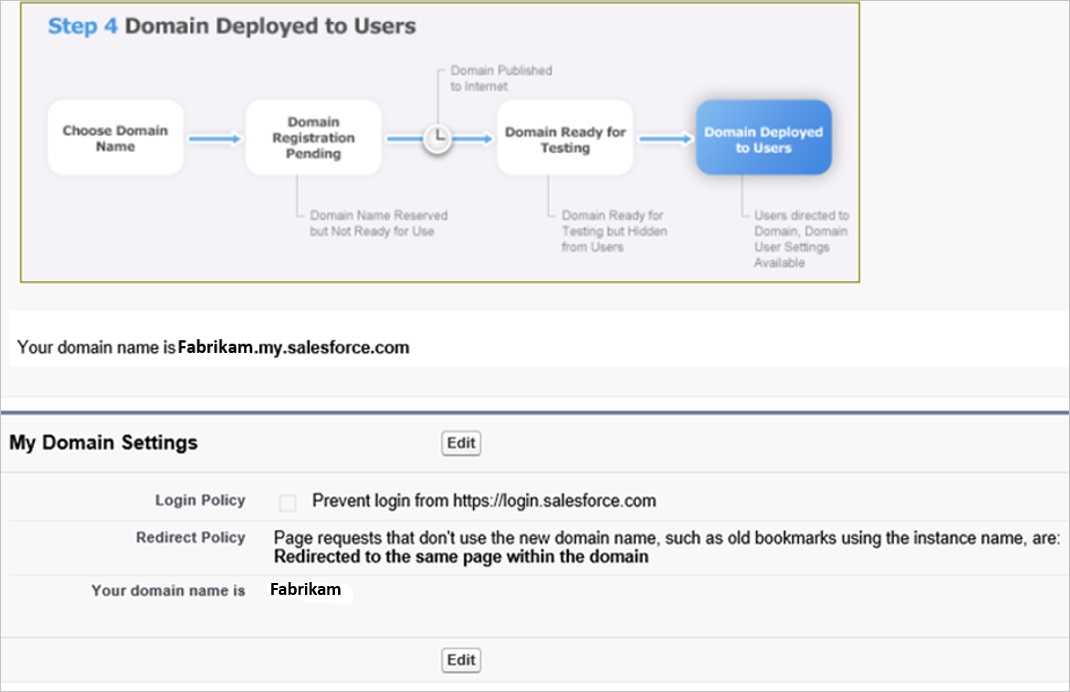 Step 4 Domain Deployed to Users
Domain Published
to Internet
Choose Domain
Name
Domain
Registration
Pending
Domain Ready for
Testing
Domain Deployed
to Users
Domain Name Reserved
but Not Ready for Use
Domain Ready for
Testing but Hidden
from Users
Users directed to
Domain, Domain
User Settings
Available
Your domain name is Fabrikam.my.salesforce.com
My Domain Settings
Edit
Login Policy
Prevent login from https://login.salesforce.com
Redirect Policy
Page requests that don't use the new domain name, such as old bookmarks using the instance name, are:
Redirected to the same page within the domain
Your domain name is
Fabrikam
Edit